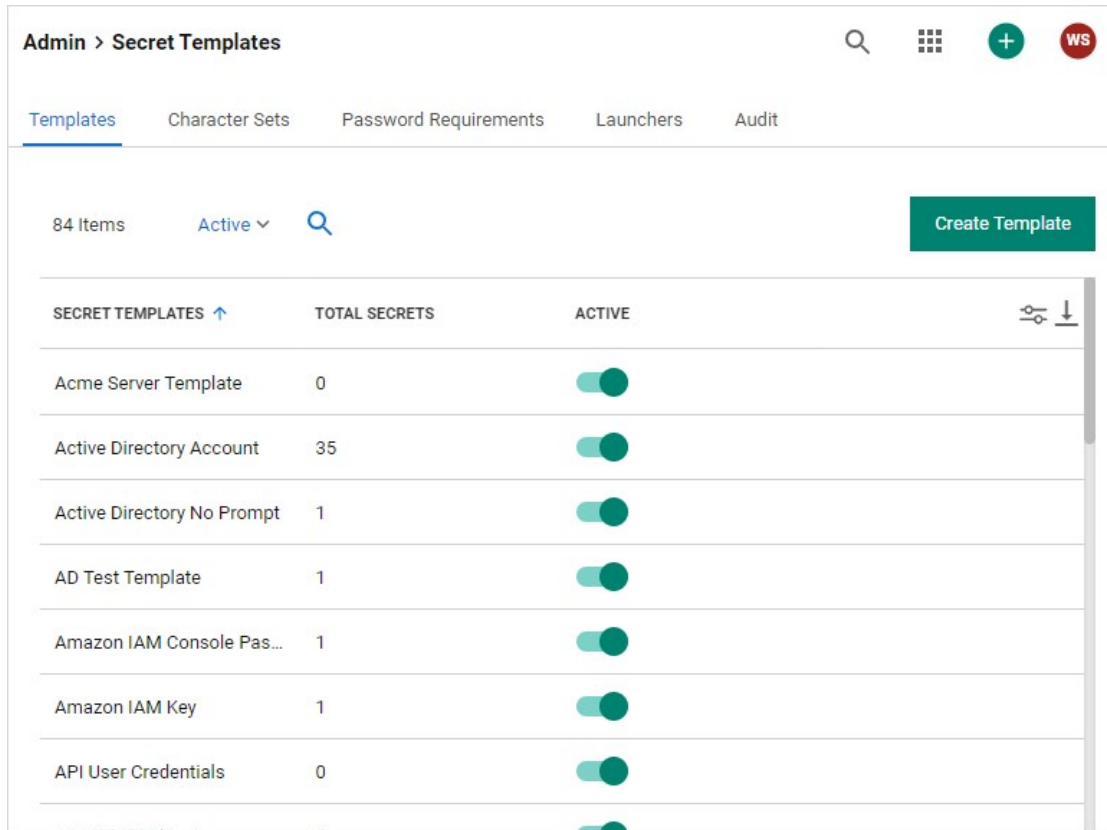 Admin > Secret Templates
WS
Templates Character Sets Password Requirements Launchers Audit
84 Items Active Create Template
SECRET TEMPLATES TOTAL SECRETS ACTIVE
Acme Server Template 0
Active Directory Account 35
Active Directory No Prompt 1
AD Test Template 1
Amazon IAM Console Pas... 1
Amazon IAM Key 1
API User Credentials 0